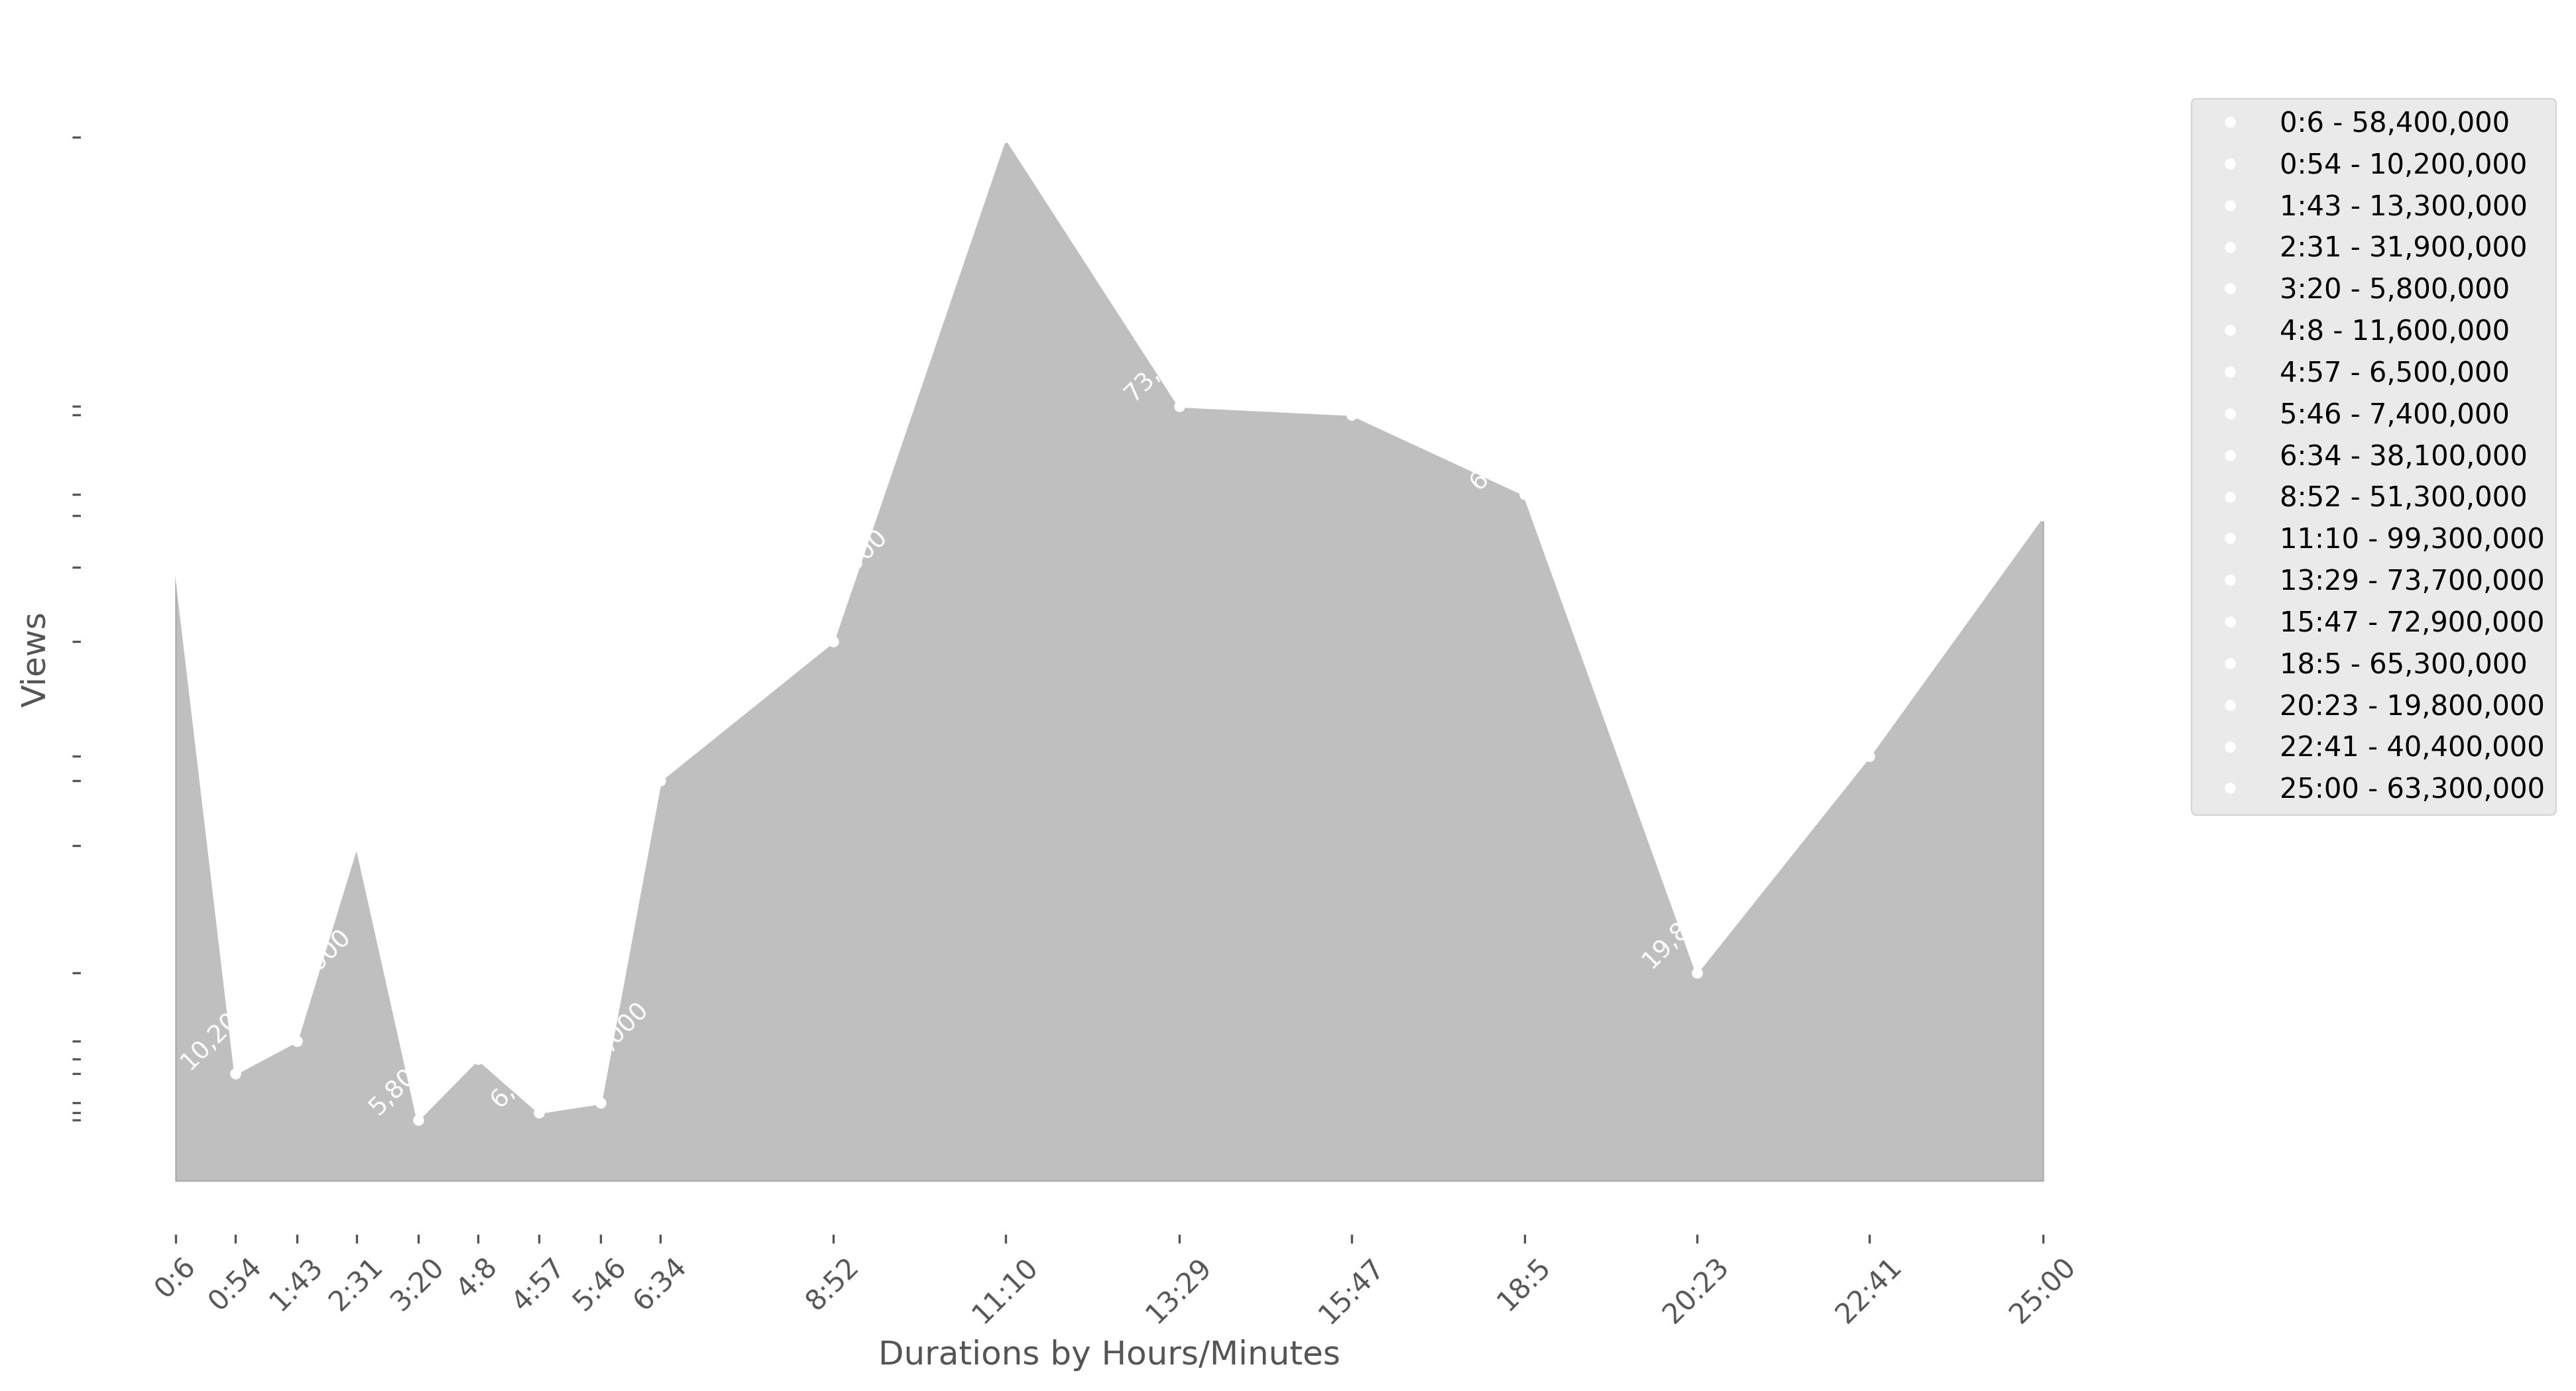 0:6 - 58,400,000
0:54 - 10,200,000
1:43 - 13,300,000
2:31 - 31,900,000
3:20 - 5,800,000
4:8 - 11,600,000
4:57 - 6,500,000
5:46 - 7,400,000
6:34 - 38,100,000
8:52 - 51,300,000
11:10 - 99,300,000
13:29 - 73,700,000
15:47 - 72,900,000
18:5 - 65,300,000
20:23 - 19,800,000
22:41 - 40,400,000
25:00 - 63,300,000
Views
0:6
0:54
1:43
2:31
3:20
4:8
4:57
5:46
6:34
8:52
11:10
13:29
15:47
18:5
20:23
22:41
25:00
Durations by Hours/Minutes